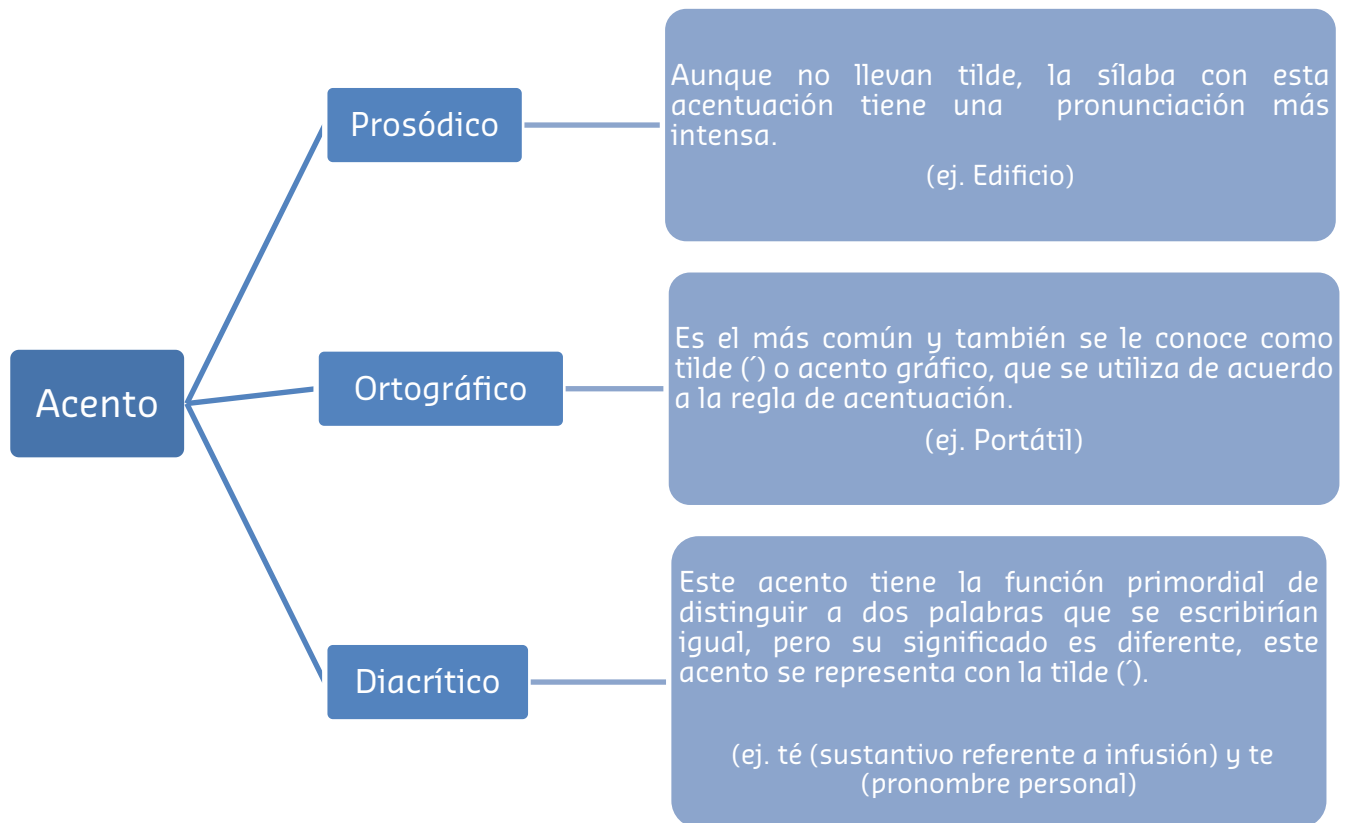 Acento
Prosódico
Aunque no llevan tilde, la sílaba con esta
acentuación tiene una pronunciación más
intensa.
(ej. Edificio)
Ortográfico
Es el más común y también se le conoce como
tilde (´) o acento gráfico, que se utiliza de acuerdo
a la regla de acentuación.
(ej. Portátil)
Diacrítico
Este acento tiene la función primordial de
distinguir a dos palabras que se escribirían
igual, pero su significado es diferente, este
acento se representa con la tilde (´).
(ej. té (sustantivo referente a infusión) y te
(pronombre personal)